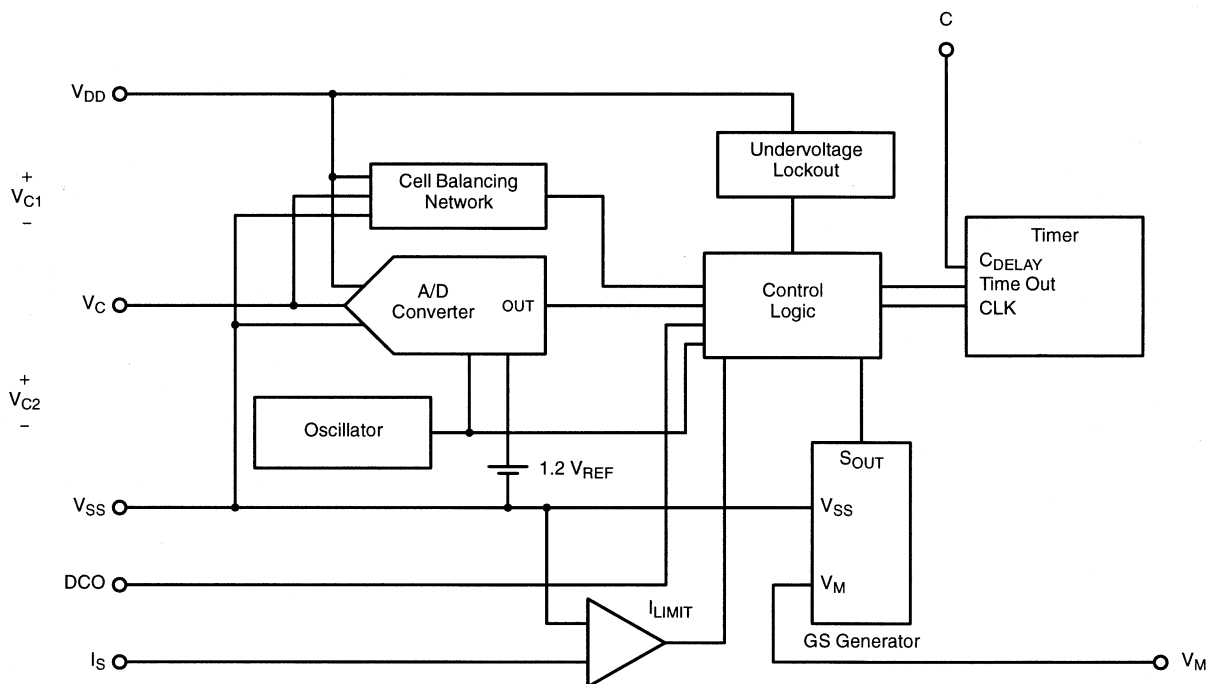 C
VDD
Undervoltage
Lockout
+
VC1
−
Cell Balancing
Network
Timer
CDELAY
Time Out
CLK
VC
A/D
Converter
OUT
Control
Logic
+
VC2
−
Oscillator
1.2 VREF
SOUT
VSS
VSS
DCO
VM
ILIMIT
GS Generator
IS
VM